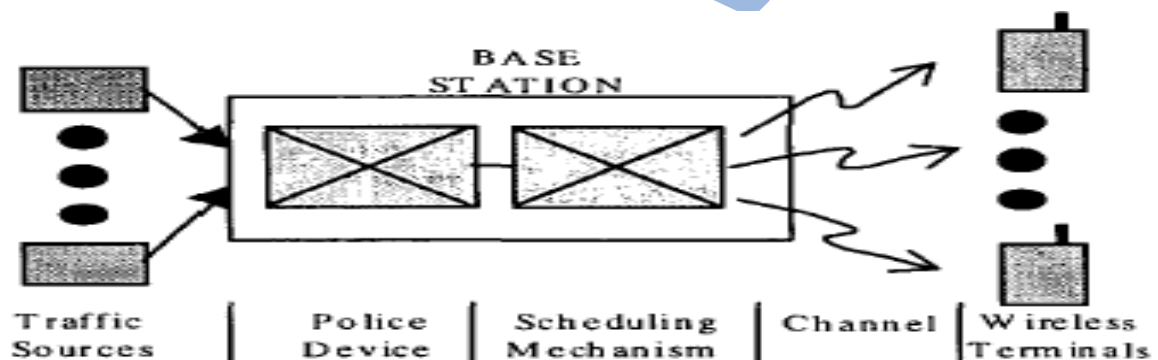 BASE
STATION
Traffic
Sources
Police
Device
Scheduling
Mechanism
Channel
Wireless
Terminals